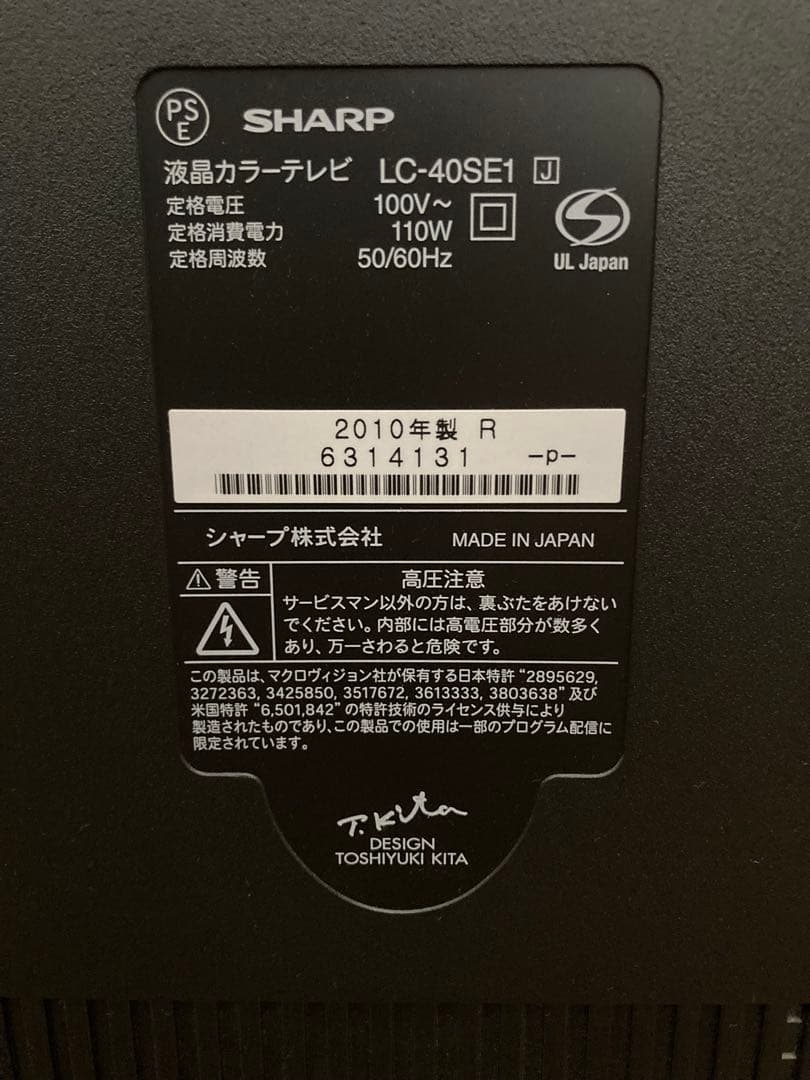 PS
E
SHARP
液晶カラーテレビ LC-40SE1 J
定格電圧 100V～
定格消費電力 110W
定格周波数 50/60Hz
UL Japan
2010年製 R
6314131 -p-
シャープ株式会社 MADE IN JAPAN
⚠警告
高圧注意
サービスマン以外の方は、裏ぶたをあけない
でください。内部には高電圧部分が数多く
あり、万一さわると危険です。
この製品は、マクロヴィジョン社が保有する日本特許 “2895629,
3272363, 3425850, 3517672, 3613333, 3803638” 及び
米国特許 “6,501,842” の特許技術のライセンス供与により
製造されたものであり、この製品での使用は一部のプログラム配信に
限定されています。
T. Kita
DESIGN
TOSHIYUKI KITA